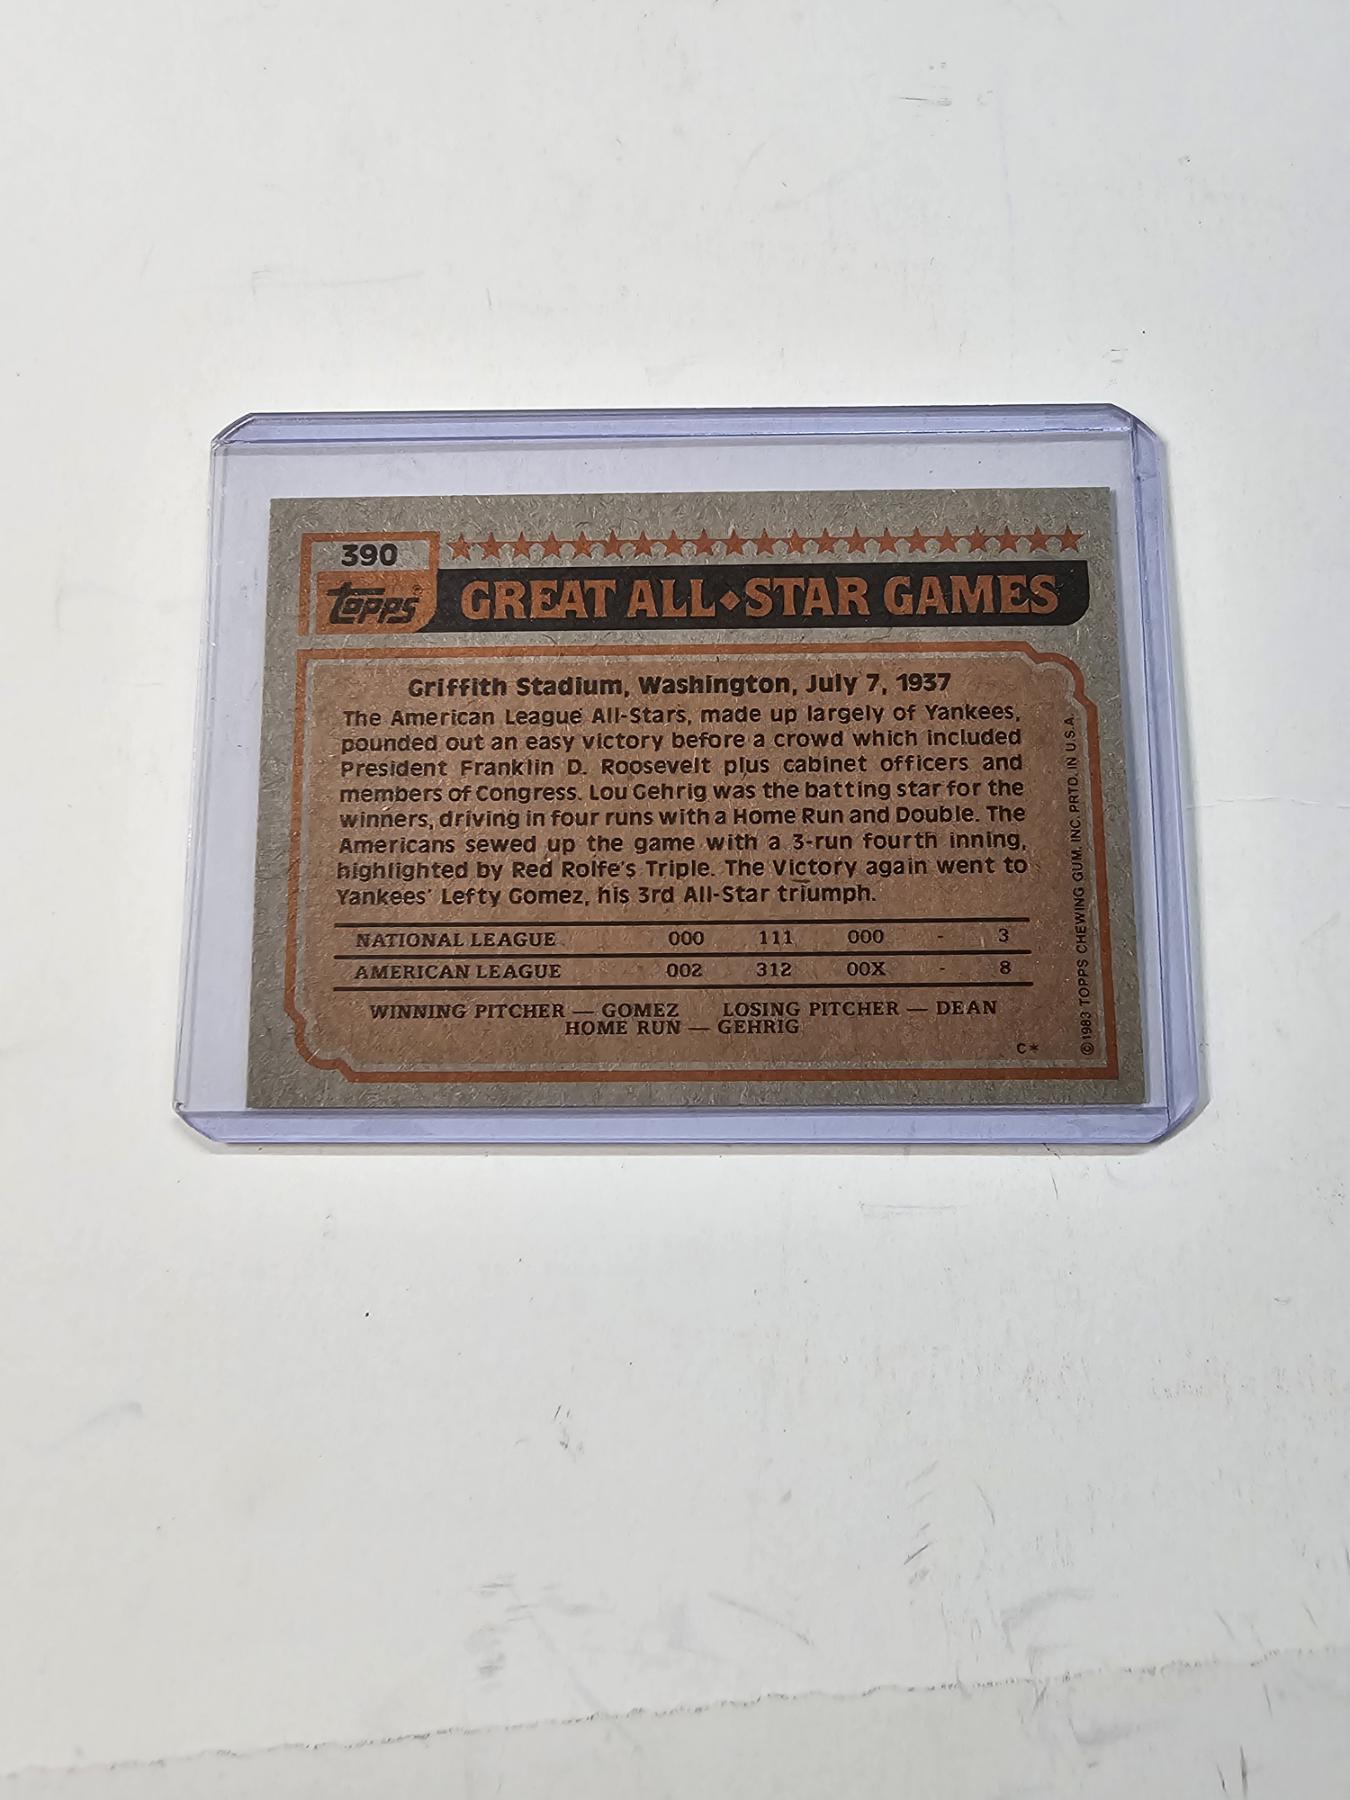 390
topps®
GREAT ALL◆STAR GAMES
Griffith Stadium, Washington, July 7, 1937
The American League All-Stars, made up largely of Yankees,
pounded out an easy victory before a crowd which included
President Franklin D. Roosevelt plus cabinet officers and
members of Congress. Lou Gehrig was the batting star for the
winners, driving in four runs with a Home Run and Double. The
Americans sewed up the game with a 3-run fourth inning,
highlighted by Red Rolfe's Triple. The Victory again went to
Yankees' Lefty Gomez, his 3rd All-Star triumph.
NATIONAL LEAGUE 000 111 000 - 3
AMERICAN LEAGUE 002 312 00X - 8
WINNING PITCHER — GOMEZ LOSING PITCHER — DEAN
HOME RUN — GEHRIG
C*
©1983 TOPPS CHEWING GUM, INC. PRTD. IN U.S.A.